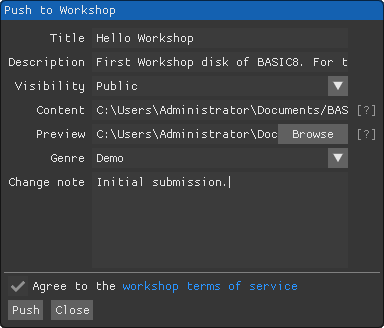 Push to Workshop
Title Hello Workshop
Description First Workshop disk of BASIC8. For t
Visibility Public
Content C:\Users\Administrator\Documents/BAS [?]
Preview C:\Users\Administrator\Doc Browse [?]
Genre Demo
Change note Initial submission.
Agree to the workshop terms of service
Push Close